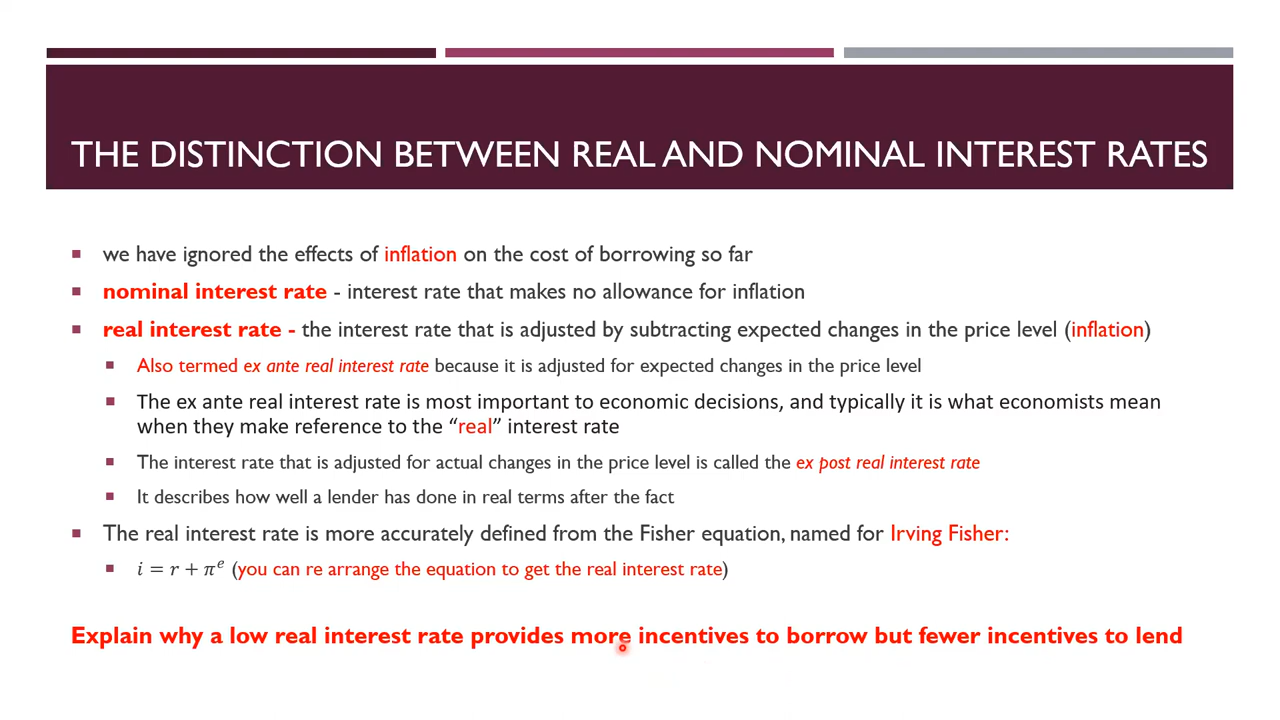 THE DISTINCTION BETWEEN REAL AND NOMINAL INTEREST RATES
▪ we have ignored the effects of inflation on the cost of borrowing so far
▪ nominal interest rate - interest rate that makes no allowance for inflation
▪ real interest rate - the interest rate that is adjusted by subtracting expected changes in the price level (inflation)
▪ Also termed ex ante real interest rate because it is adjusted for expected changes in the price level
▪ The ex ante real interest rate is most important to economic decisions, and typically it is what economists mean
when they make reference to the “real” interest rate
▪ The interest rate that is adjusted for actual changes in the price level is called the ex post real interest rate
▪ It describes how well a lender has done in real terms after the fact
▪ The real interest rate is more accurately defined from the Fisher equation, named for Irving Fisher:
▪ i = r + πᵉ (you can re arrange the equation to get the real interest rate)
Explain why a low real interest rate provides more incentives to borrow but fewer incentives to lend